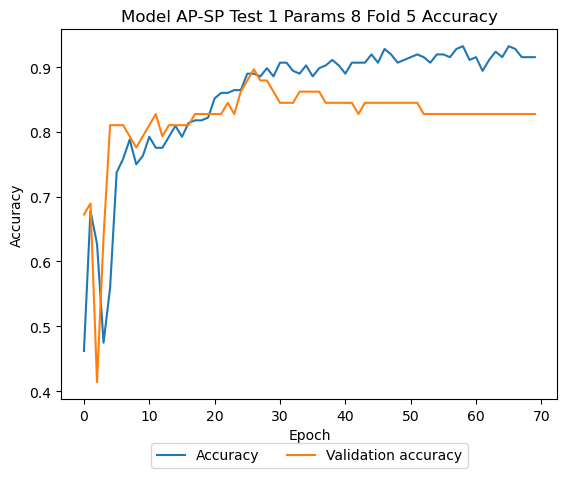 Model AP-SP Test 1 Params 8 Fold 5 Accuracy
0.9
0.8
0.7
0.6
0.5
0.4
Accuracy
0 10 20 30 40 50 60 70
Epoch
Accuracy Validation accuracy